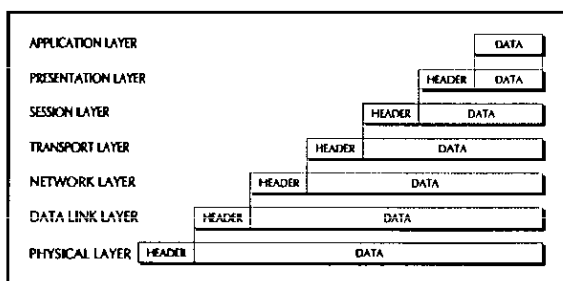 APPLICATION LAYER DATA
PRESENTATION LAYER HEADER DATA
SESSION LAYER HEADER DATA
TRANSPORT LAYER HEADER DATA
NETWORK LAYER HEADER DATA
DATA LINK LAYER HEADER DATA
PHYSICAL LAYER HEADER DATA